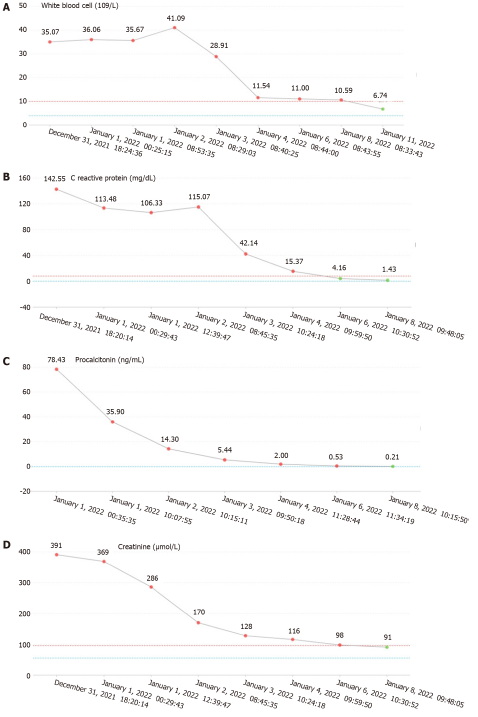 A
White blood cell (109/L)
50
40
30
20
10
0
35.07
36.06
35.67
41.09
28.91
11.54
11.00
10.59
6.74
December 31, 2021 18:24:36
January 1, 2022 00:25:15
January 1, 2022 08:53:35
January 2, 2022 08:29:03
January 3, 2022 08:40:25
January 4, 2022 08:44:00
January 6, 2022 08:43:55
January 8, 2022 08:33:43
January 11, 2022
B
C reactive protein (mg/dL)
160
120
80
40
0
-40
142.55
113.48
106.33
115.07
42.14
15.37
4.16
1.43
December 31, 2021 18:20:14
January 1, 2022 00:29:43
January 1, 2022 12:39:47
January 2, 2022 08:45:35
January 3, 2022 10:24:18
January 4, 2022 09:59:50
January 6, 2022 10:30:52
January 8, 2022 09:48:05
C
Procalcitonin (ng/mL)
80
60
40
20
0
-20
78.43
35.90
14.30
5.44
2.00
0.53
0.21
January 1, 2022 00:35:35
January 1, 2022 10:07:55
January 2, 2022 10:15:11
January 3, 2022 09:50:18
January 4, 2022 11:28:44
January 6, 2022 11:34:19
January 8, 2022 10:15:50
D
Creatinine (μmol/L)
400
300
200
100
0
391
369
286
170
128
116
98
91
December 31, 2021 18:20:14
January 1, 2022 00:29:43
January 1, 2022 12:39:47
January 2, 2022 08:45:35
January 3, 2022 10:24:18
January 4, 2022 09:59:50
January 6, 2022 10:30:52
January 8, 2022 09:48:05